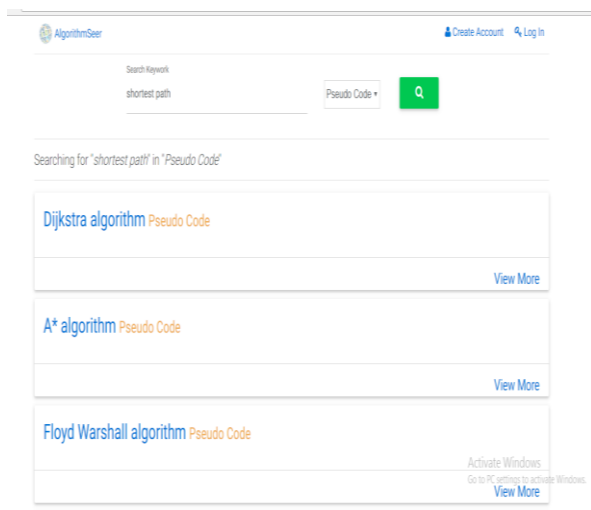 AlgorithmSeer Create Account Log In
Search Keyword
shortest path Pseudo Code
Searching for "shortest path" in "Pseudo Code"
Dijkstra algorithm Pseudo Code
View More
A* algorithm Pseudo Code
View More
Floyd Warshall algorithm Pseudo Code
Activate Windows
Go to PC settings to activate Windows.
View More